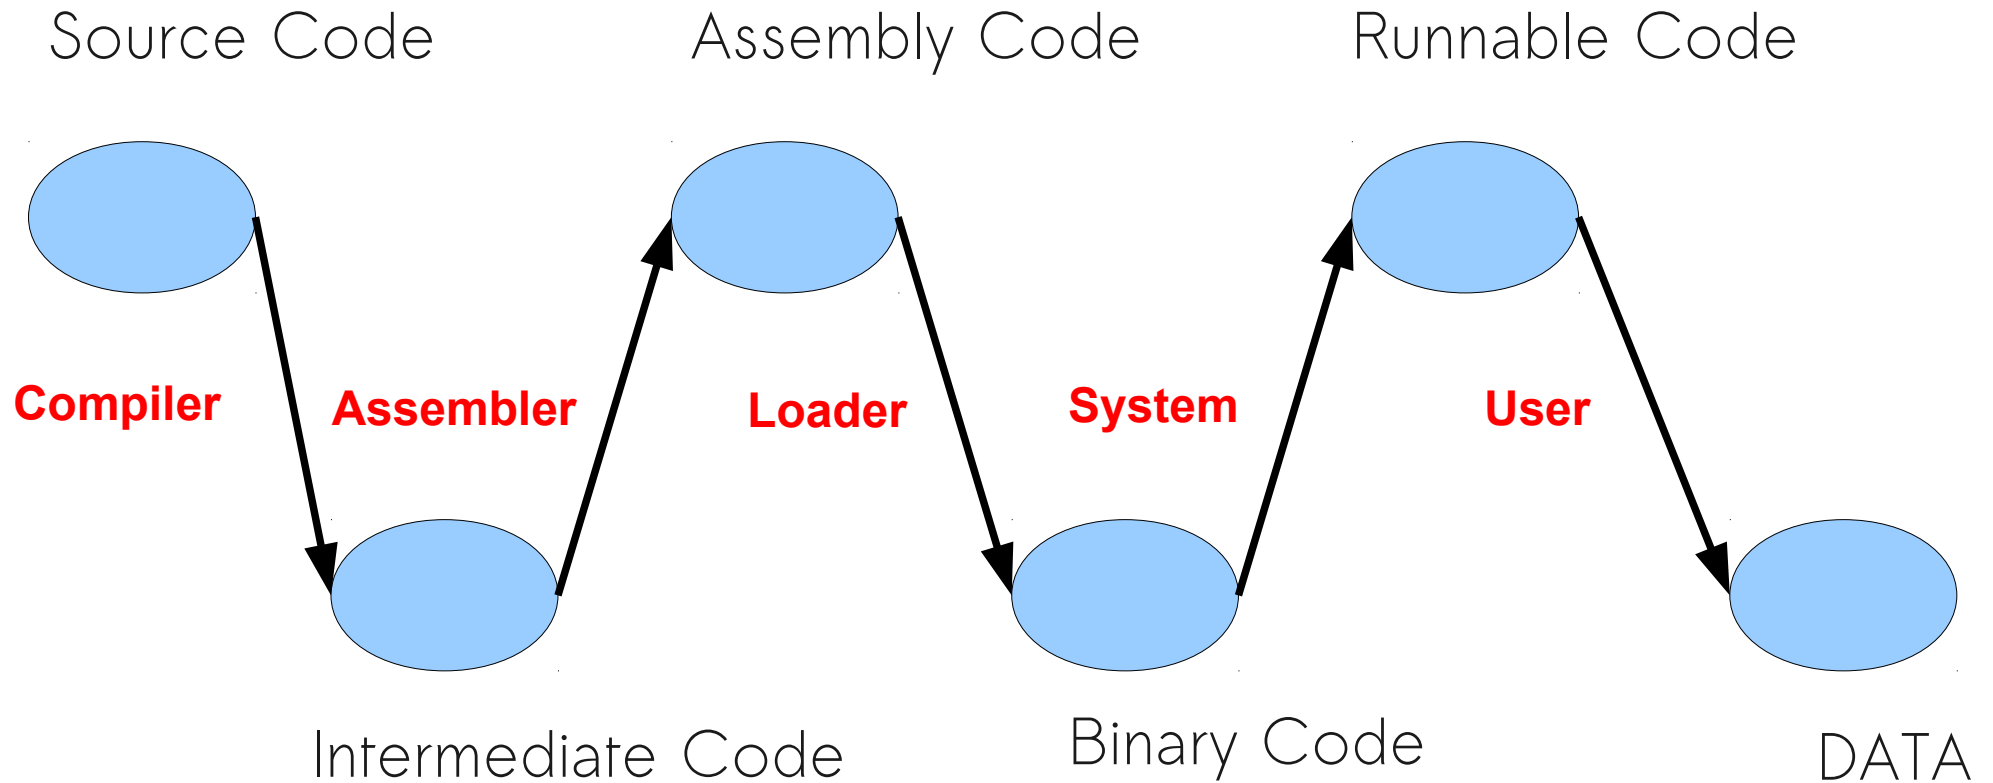 Source Code
Assembly Code
Runnable Code
Compiler
Assembler
Loader
System
User
Intermediate Code
Binary Code
DATA